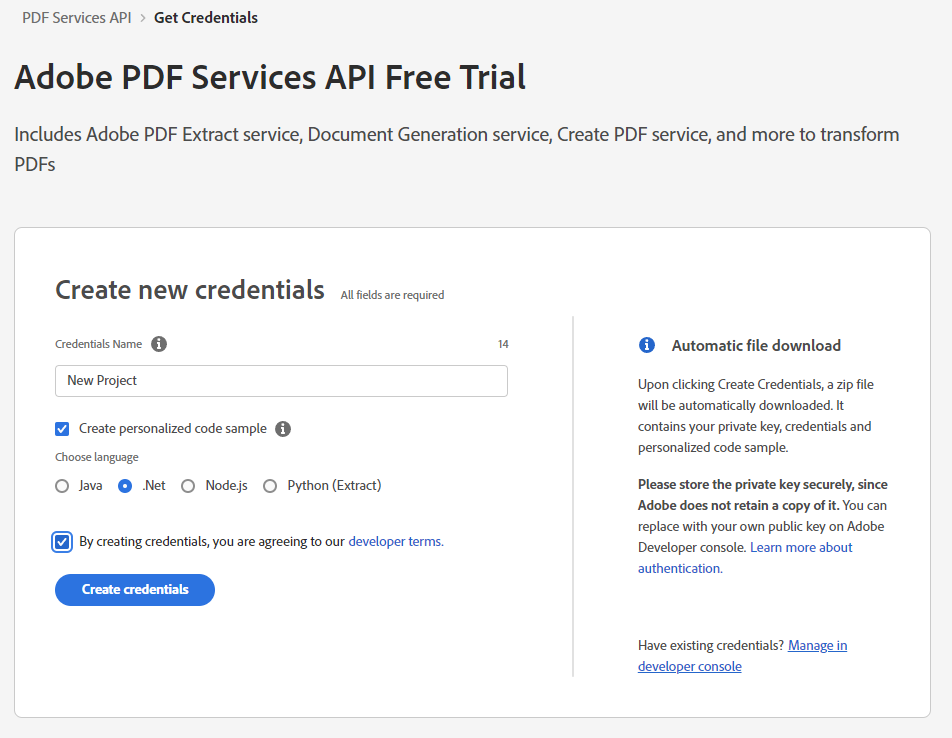 PDF Services API > Get Credentials
Adobe PDF Services API Free Trial
Includes Adobe PDF Extract service, Document Generation service, Create PDF service, and more to transform
PDFs
Create new credentials All fields are required
Credentials Name 14
New Project
Create personalized code sample
Choose language
Java .Net Node.js Python (Extract)
By creating credentials, you are agreeing to our developer terms.
Create credentials
Automatic file download
Upon clicking Create Credentials, a zip file
will be automatically downloaded. It
contains your private key, credentials and
personalized code sample.
Please store the private key securely, since
Adobe does not retain a copy of it. You can
replace with your own public key on Adobe
Developer console. Learn more about
authentication.
Have existing credentials? Manage in
developer console